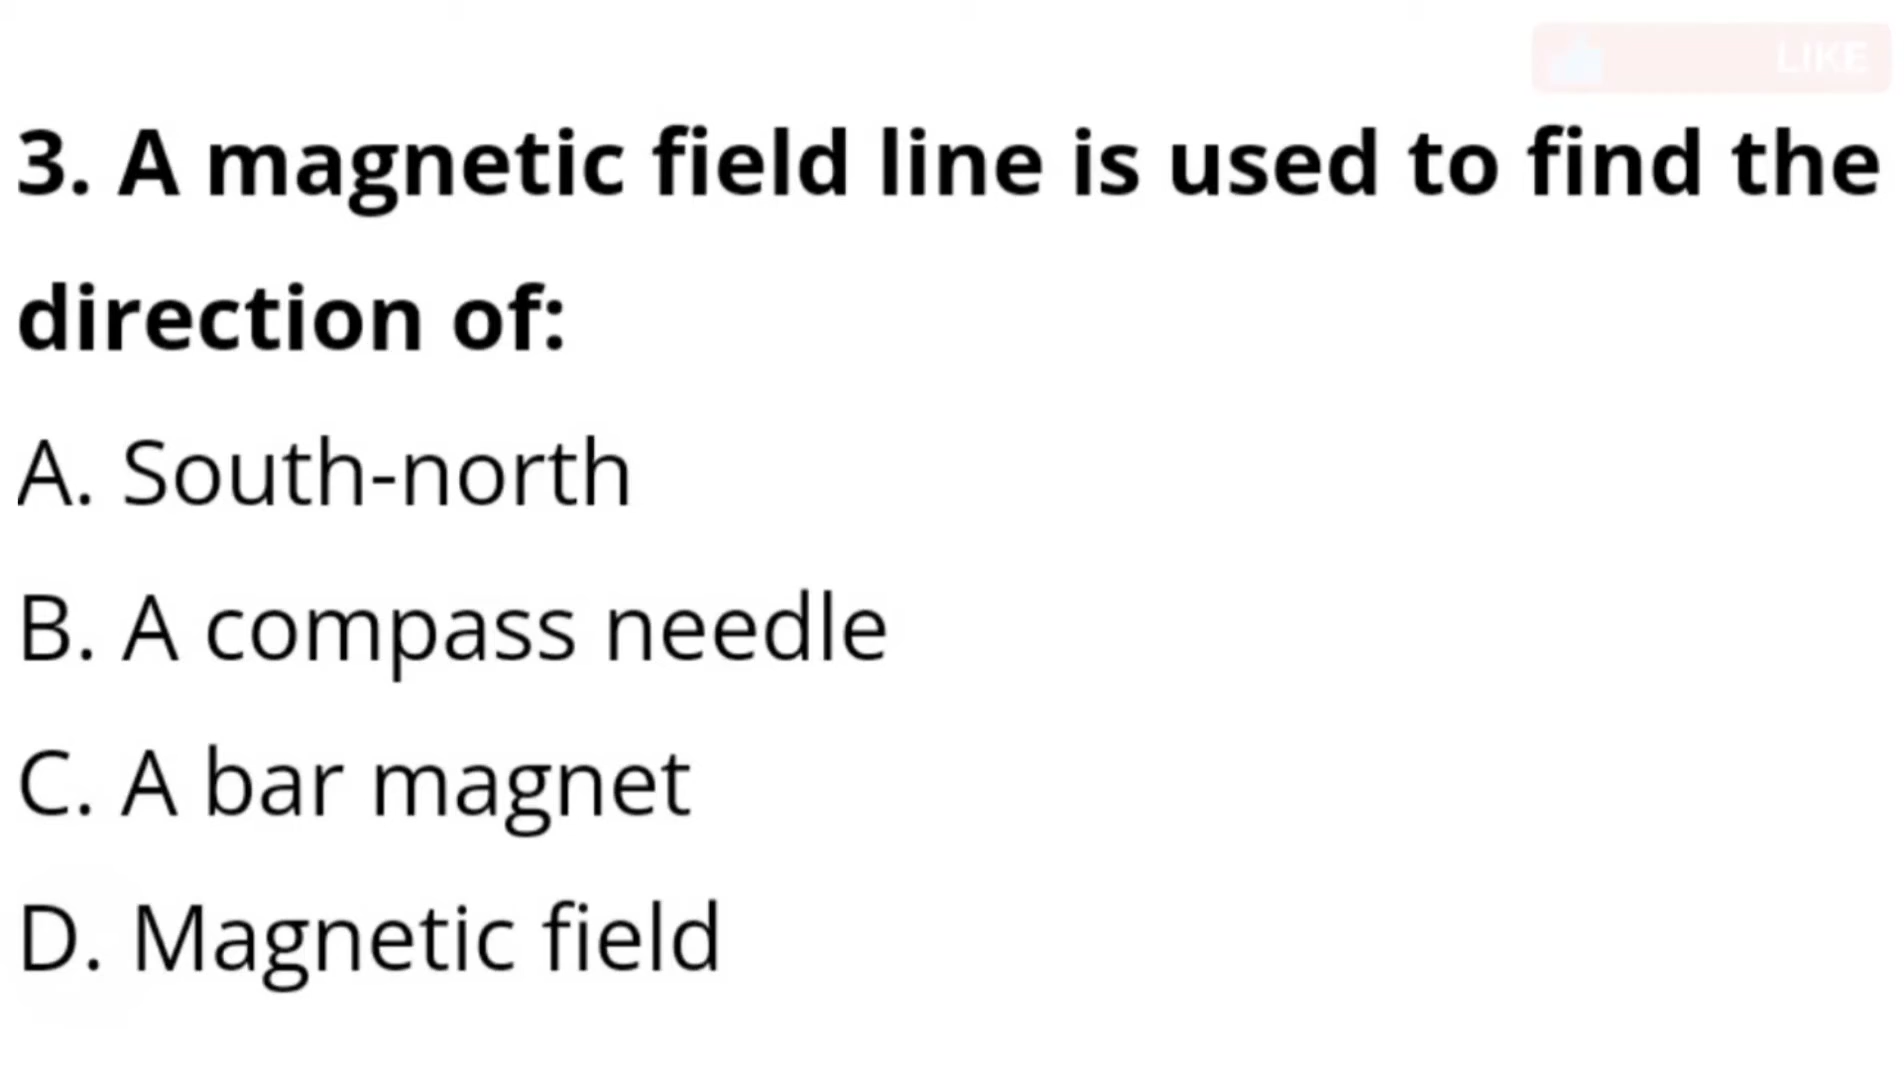 LIKE
3. A magnetic field line is used to find the
direction of:
A. South-north
B. A compass needle
C. A bar magnet
D. Magnetic field